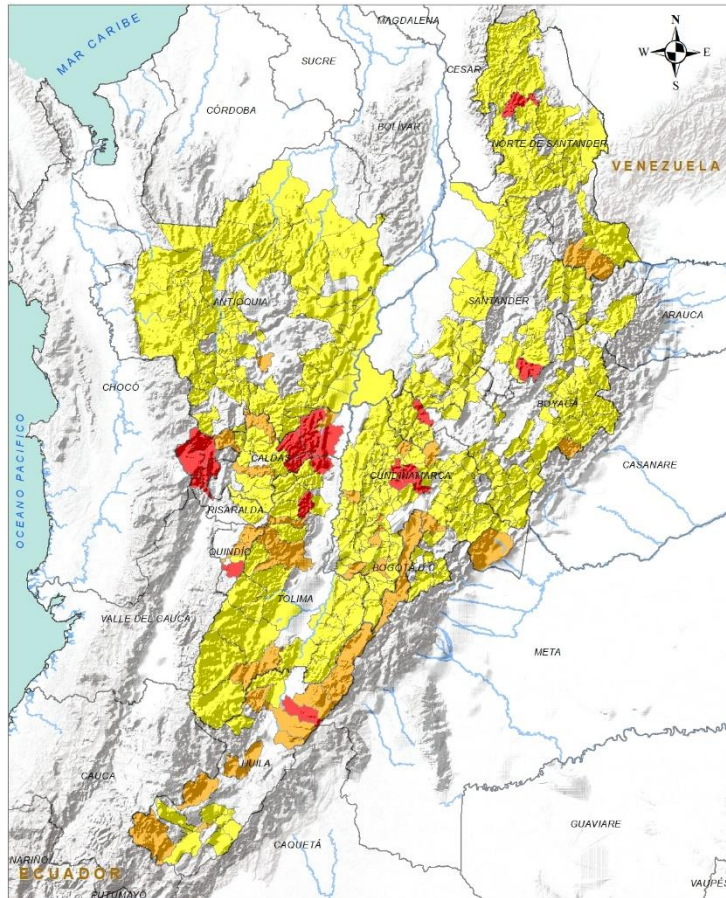 MAGDALENA
MAR CARIBE
N
W E
S
SUCRE
CESAR
CÓRDOBA
BOLÍVAR
NORTE DE SANTANDER
VENEZUELA
ANTIOQUIA
SANTANDER
ARAUCA
CHOCÓ
BOYACÁ
CALDAS
CUNDINAMARCA
CASANARE
OCEANO PACIFICO
RISARALDA
QUINDÍO
BOGOTÁ D.C
TOLIMA
VALLE DEL CAUCA
META
HUILA
CAUCA
GUAVIARE
CAQUETÁ
NARIÑO
ECUADOR
VAUPÉS
PUTUMAYO